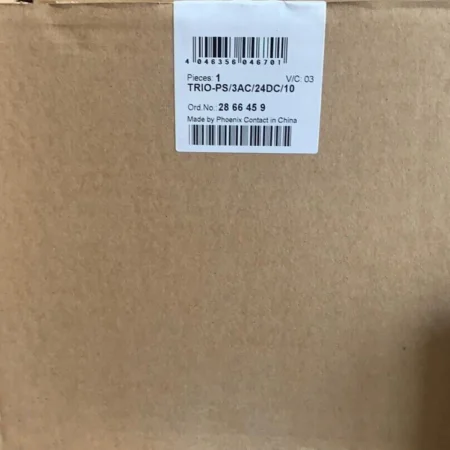 4 046356 046701
Pieces: 1 V/C: 03
TRIO-PS/3AC/24DC/10
Ord.No.: 28 66 45 9
Made by Phoenix Contact in China